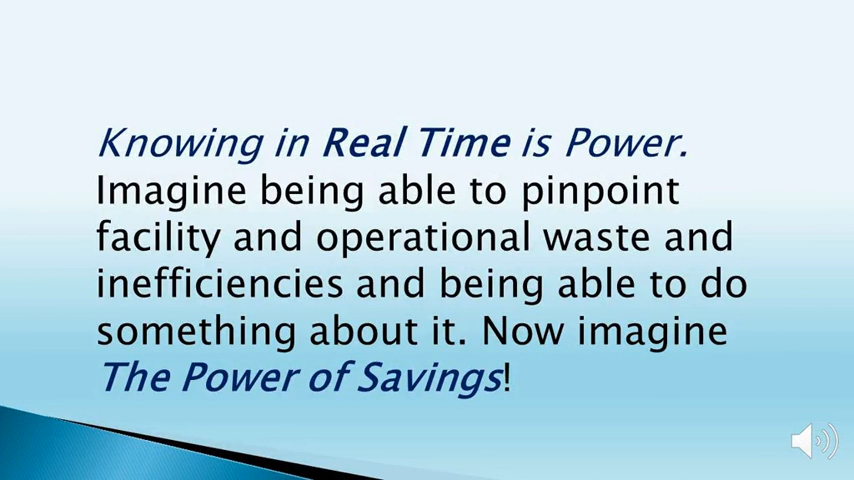 Knowing in Real Time is Power.
Imagine being able to pinpoint
facility and operational waste and
inefficiencies and being able to do
something about it. Now imagine
The Power of Savings!